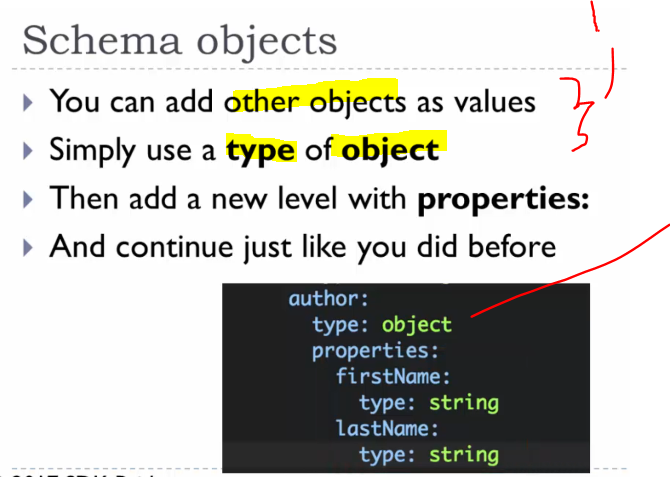 Schema objects
You can add other objects as values
Simply use a type of object
Then add a new level with properties:
And continue just like you did before
author:
type: object
properties:
firstName:
type: string
lastName:
type: string